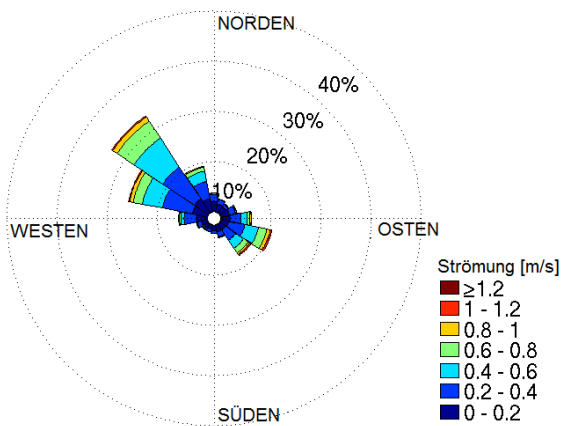 NORDEN
40%
30%
20%
10%
WESTEN
OSTEN
SÜDEN
Strömung [m/s]
≥1.2
1 - 1.2
0.8 - 1
0.6 - 0.8
0.4 - 0.6
0.2 - 0.4
0 - 0.2